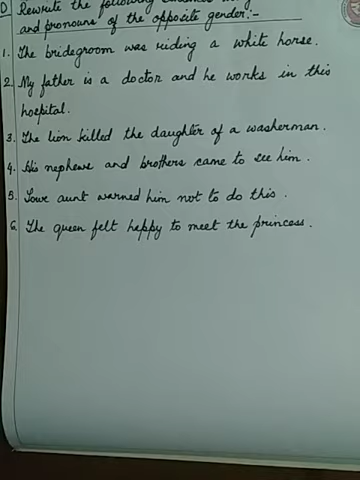 D Rewrite the following
and pronouns of the opposite gender:-
1. The bridegroom was riding a white horse.
2. My father is a doctor and he works in this
hospital.
3. The lion killed the daughter of a washerman.
4. His nephews and brothers came to see him.
5. Your aunt warned him not to do this.
6. The queen felt happy to meet the princess.